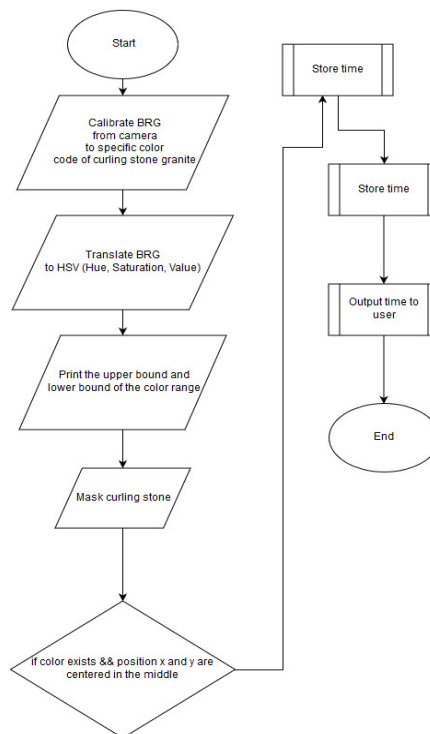 Start
Calibrate BRG
from camera
to specific color
code of curling stone granite
Translate BRG
to HSV (Hue, Saturation, Value)
Print the upper bound and
lower bound of the color range
Mask curling stone
if color exists && position x and y are
centered in the middle
Store time
Store time
Output time to
user
End